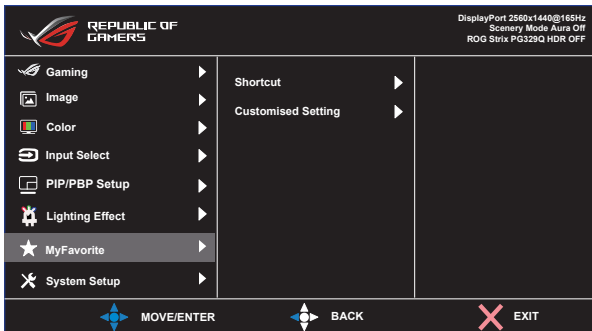 REPUBLIC OF
GAMERS
DisplayPort 2560x1440@165Hz
Scenery Mode Aura Off
ROG Strix PG329Q HDR OFF
Gaming
Image
Color
Input Select
PIP/PBP Setup
Lighting Effect
MyFavorite
System Setup
Shortcut
Customised Setting
MOVE/ENTER
BACK
EXIT